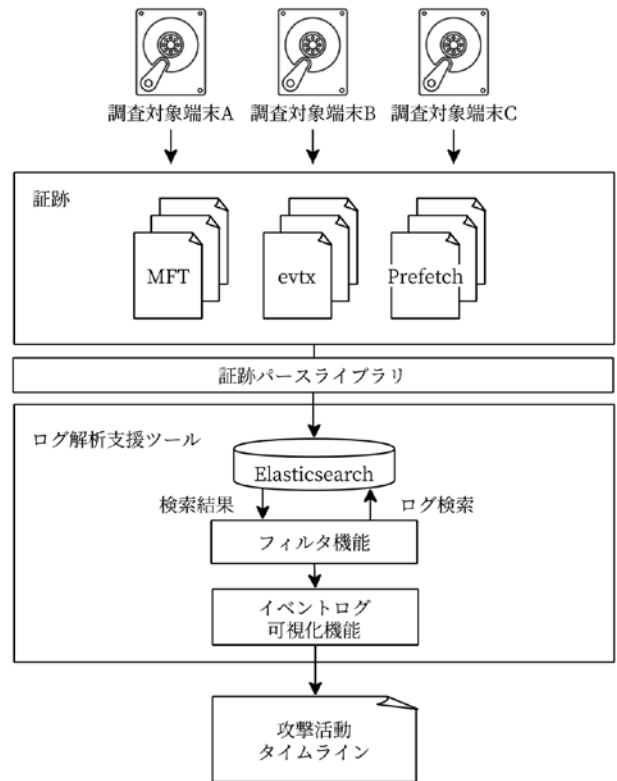 調査対象端末A 調査対象端末B 調査対象端末C
証跡
MFT evtx Prefetch
証跡パースライブラリ
ログ解析支援ツール
Elasticsearch
検索結果 ログ検索
フィルタ機能
イベントログ
可視化機能
攻撃活動
タイムライン